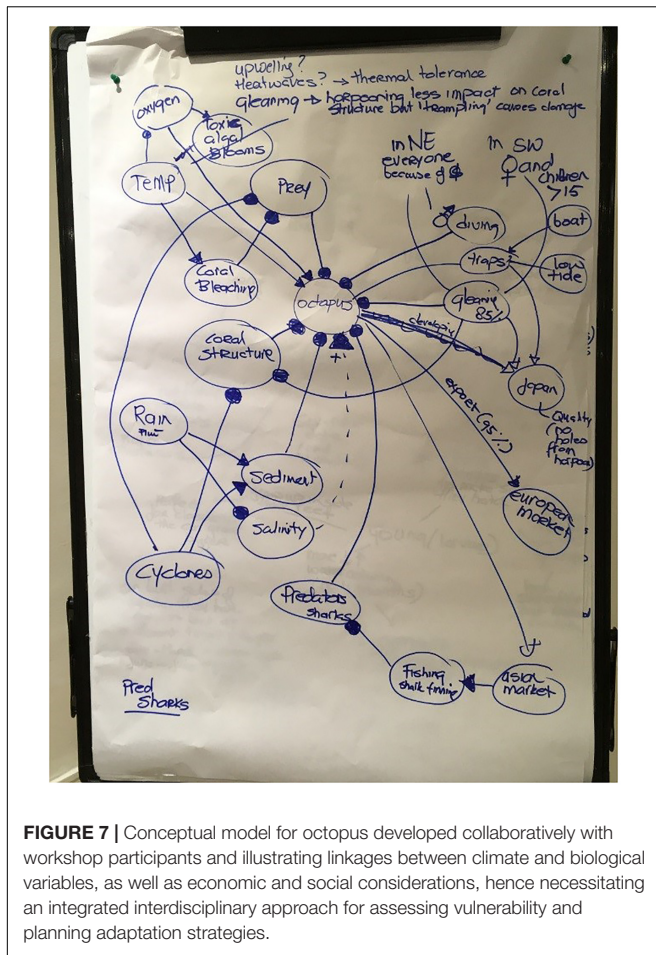 upwelling?
Heatwaves? → thermal tolerance
gleaning → harpooning less impact on coral
structure but 'trampling' causes damage
oxygen
toxic
algal
Blooms
in NE
everyone
because of $
in SW
♀ and
children
>15
Temp
Prey
diving
boat
traps?
low
tide
Coral
Bleaching
octopus
gleaning
85%
developing
Coral
Structure
+
Japan
Quality
(no
holes
from
harpoon)
export (95%)
Rain
Sediment
european
market
Salinity
Cyclones
Predators
sharks
Fishing
shark finning
asian
market
Pred
Sharks
FIGURE 7 | Conceptual model for octopus developed collaboratively with
workshop participants and illustrating linkages between climate and biological
variables, as well as economic and social considerations, hence necessitating
an integrated interdisciplinary approach for assessing vulnerability and
planning adaptation strategies.